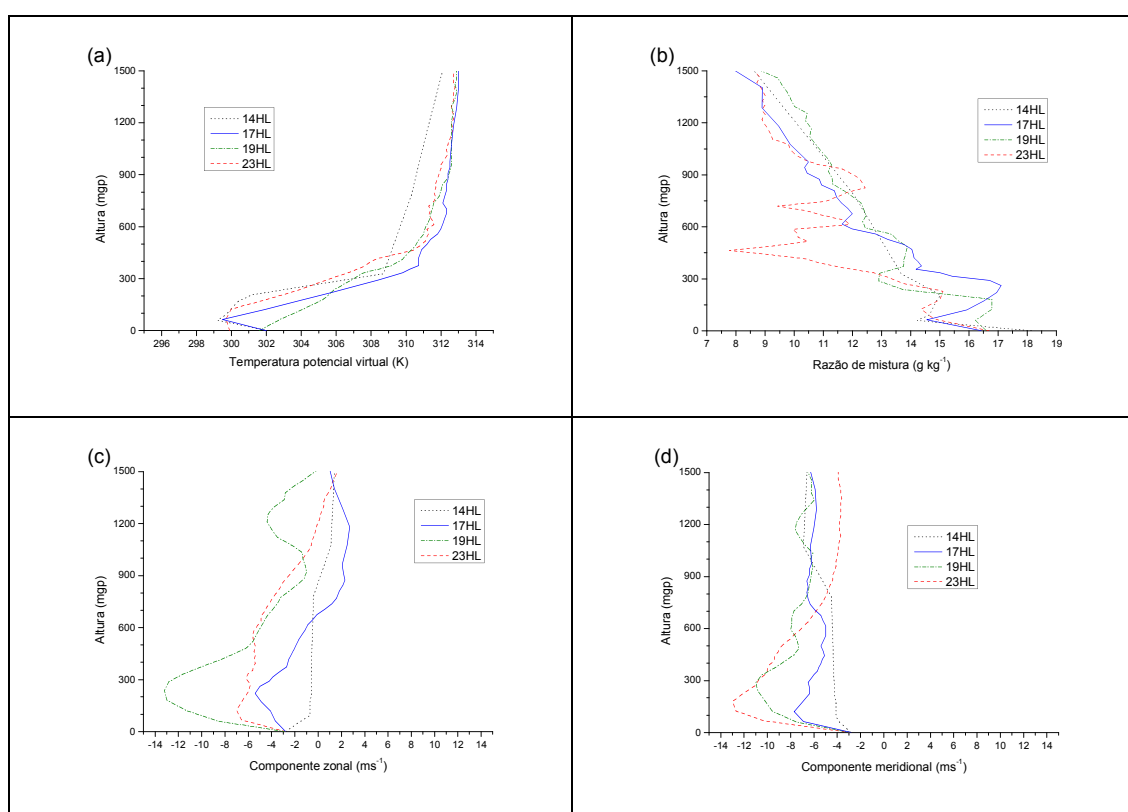 (a)
1500
1200
900
600
300
0
Altura (mgp)
14HL
17HL
19HL
23HL
296 298 300 302 304 306 308 310 312 314
Temperatura potencial virtual (K)
(b)
1500
1200
900
600
300
0
Altura (mgp)
14HL
17HL
19HL
23HL
7 8 9 10 11 12 13 14 15 16 17 18 19
Razão de mistura (g kg⁻¹)
(c)
1500
1200
900
600
300
0
Altura (mgp)
14HL
17HL
19HL
23HL
-14 -12 -10 -8 -6 -4 -2 0 2 4 6 8 10 12 14
Componente zonal (ms⁻¹)
(d)
1500
1200
900
600
300
0
Altura (mgp)
14HL
17HL
19HL
23HL
-14 -12 -10 -8 -6 -4 -2 0 2 4 6 8 10 12 14
Componente meridional (ms⁻¹)